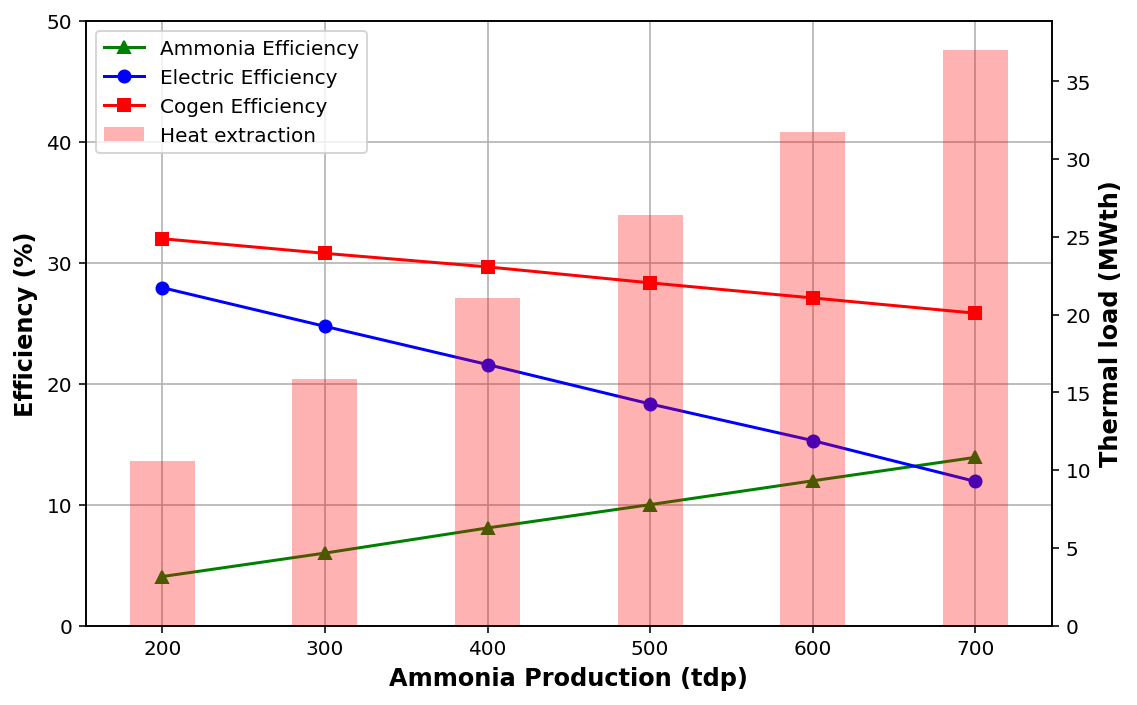 Ammonia Efficiency
Electric Efficiency
Cogen Efficiency
Heat extraction
Efficiency (%)
50
40
30
20
10
0
Thermal load (MWth)
35
30
25
20
15
10
5
0
200 300 400 500 600 700
Ammonia Production (tdp)